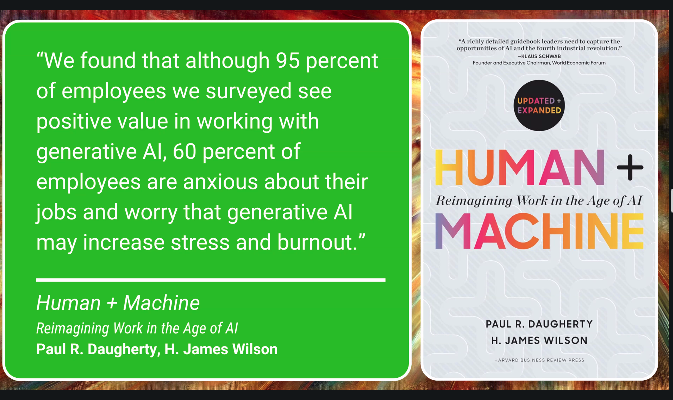 “We found that although 95 percent
of employees we surveyed see
positive value in working with
generative AI, 60 percent of
employees are anxious about their
jobs and worry that generative AI
may increase stress and burnout.”
Human + Machine
Reimagining Work in the Age of AI
Paul R. Daugherty, H. James Wilson
“A richly detailed guidebook leaders need to capture the
opportunities of AI and the fourth industrial revolution.”
—KLAUS SCHWAB
Founder and Executive Chairman, World Economic Forum
UPDATED +
EXPANDED
HUMAN +
Reimagining Work in the Age of AI
MACHINE
PAUL R. DAUGHERTY
H. JAMES WILSON
HARVARD BUSINESS REVIEW PRESS